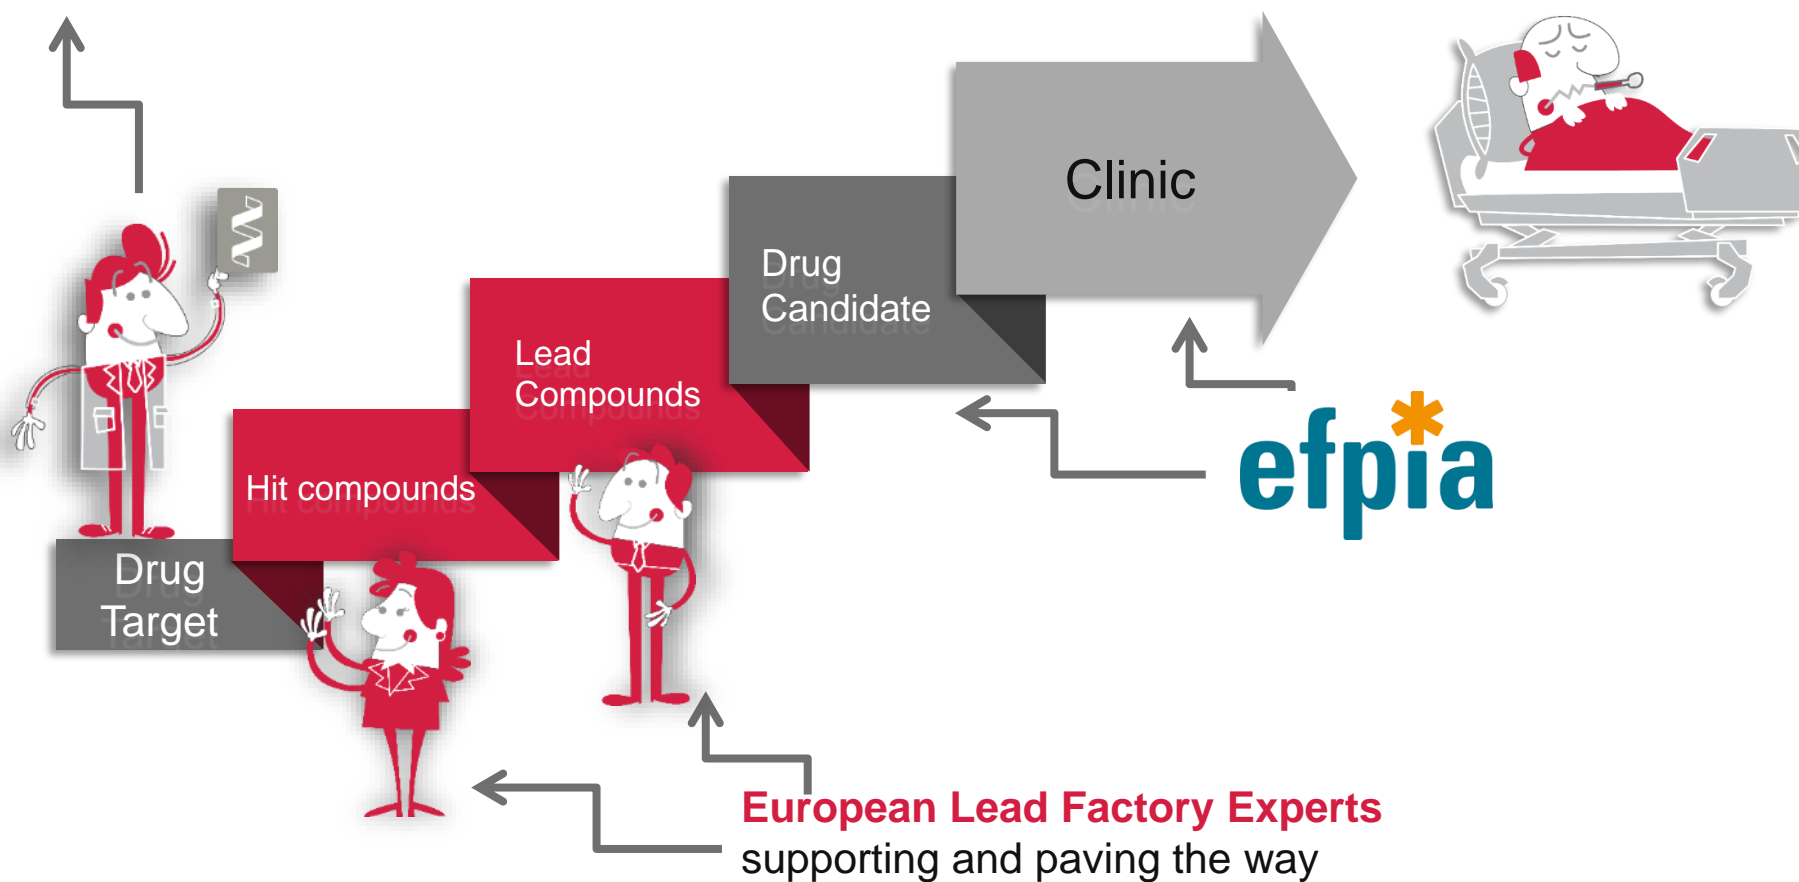 Clinic
Drug
Candidate
Lead
Compounds
Hit compounds
Drug
Target
efpia
European Lead Factory Experts
supporting and paving the way